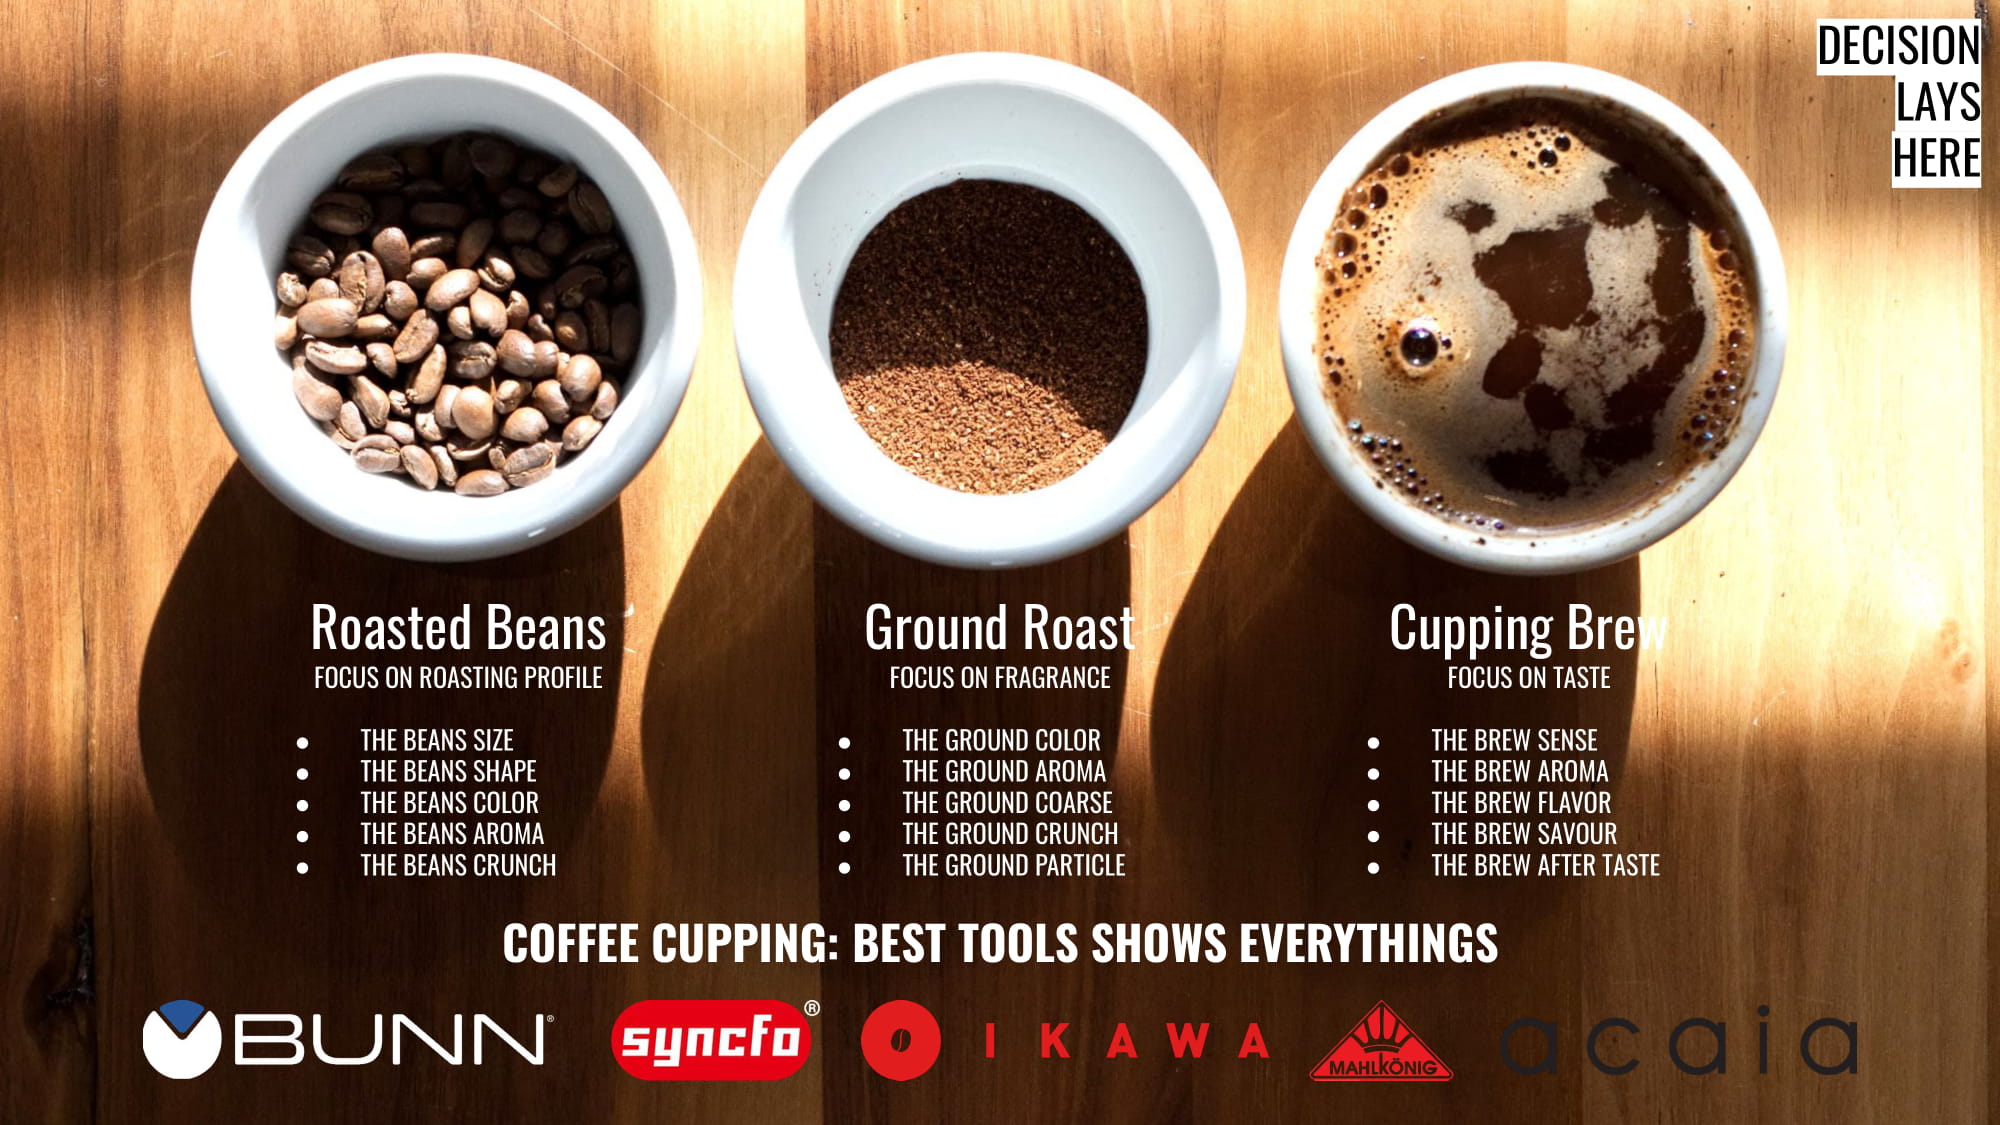 DECISION
LAYS
HERE
Roasted Beans
FOCUS ON ROASTING PROFILE
● THE BEANS SIZE
● THE BEANS SHAPE
● THE BEANS COLOR
● THE BEANS AROMA
● THE BEANS CRUNCH
Ground Roast
FOCUS ON FRAGRANCE
● THE GROUND COLOR
● THE GROUND AROMA
● THE GROUND COARSE
● THE GROUND CRUNCH
● THE GROUND PARTICLE
Cupping Brew
FOCUS ON TASTE
● THE BREW SENSE
● THE BREW AROMA
● THE BREW FLAVOR
● THE BREW SAVOUR
● THE BREW AFTER TASTE
COFFEE CUPPING: BEST TOOLS SHOWS EVERYTHINGS
BUNN®
syncfo®
IKAWA
MAHLKÖNIG
acaia